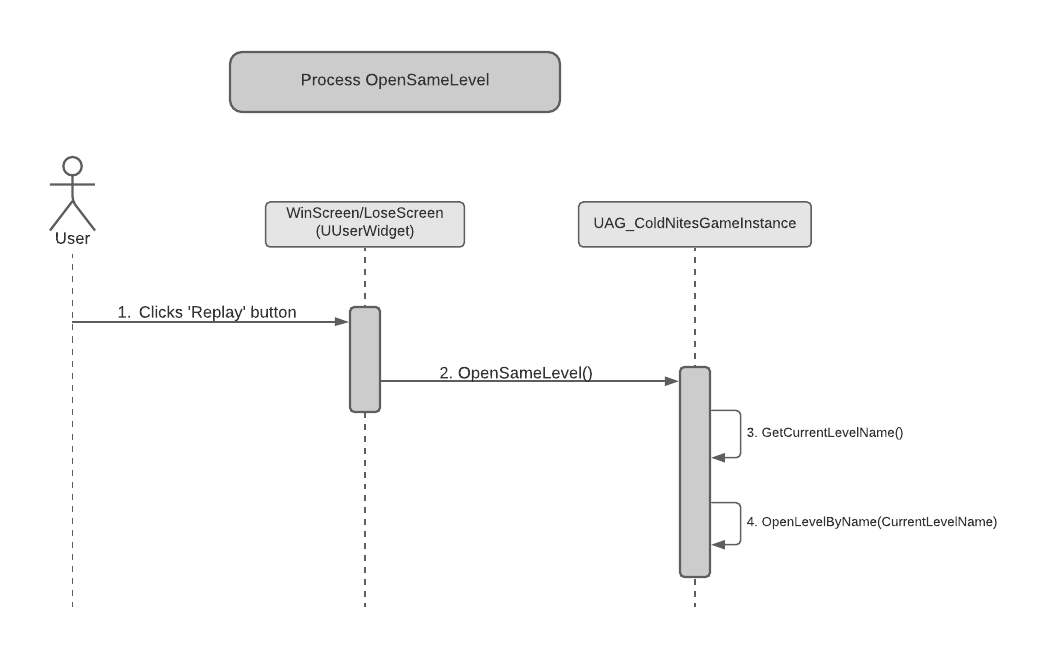 Process OpenSameLevel
User
WinScreen/LoseScreen
(UUserWidget)
UAG_ColdNitesGameInstance
1. Clicks 'Replay' button
2. OpenSameLevel()
3. GetCurrentLevelName()
4. OpenLevelByName(CurrentLevelName)